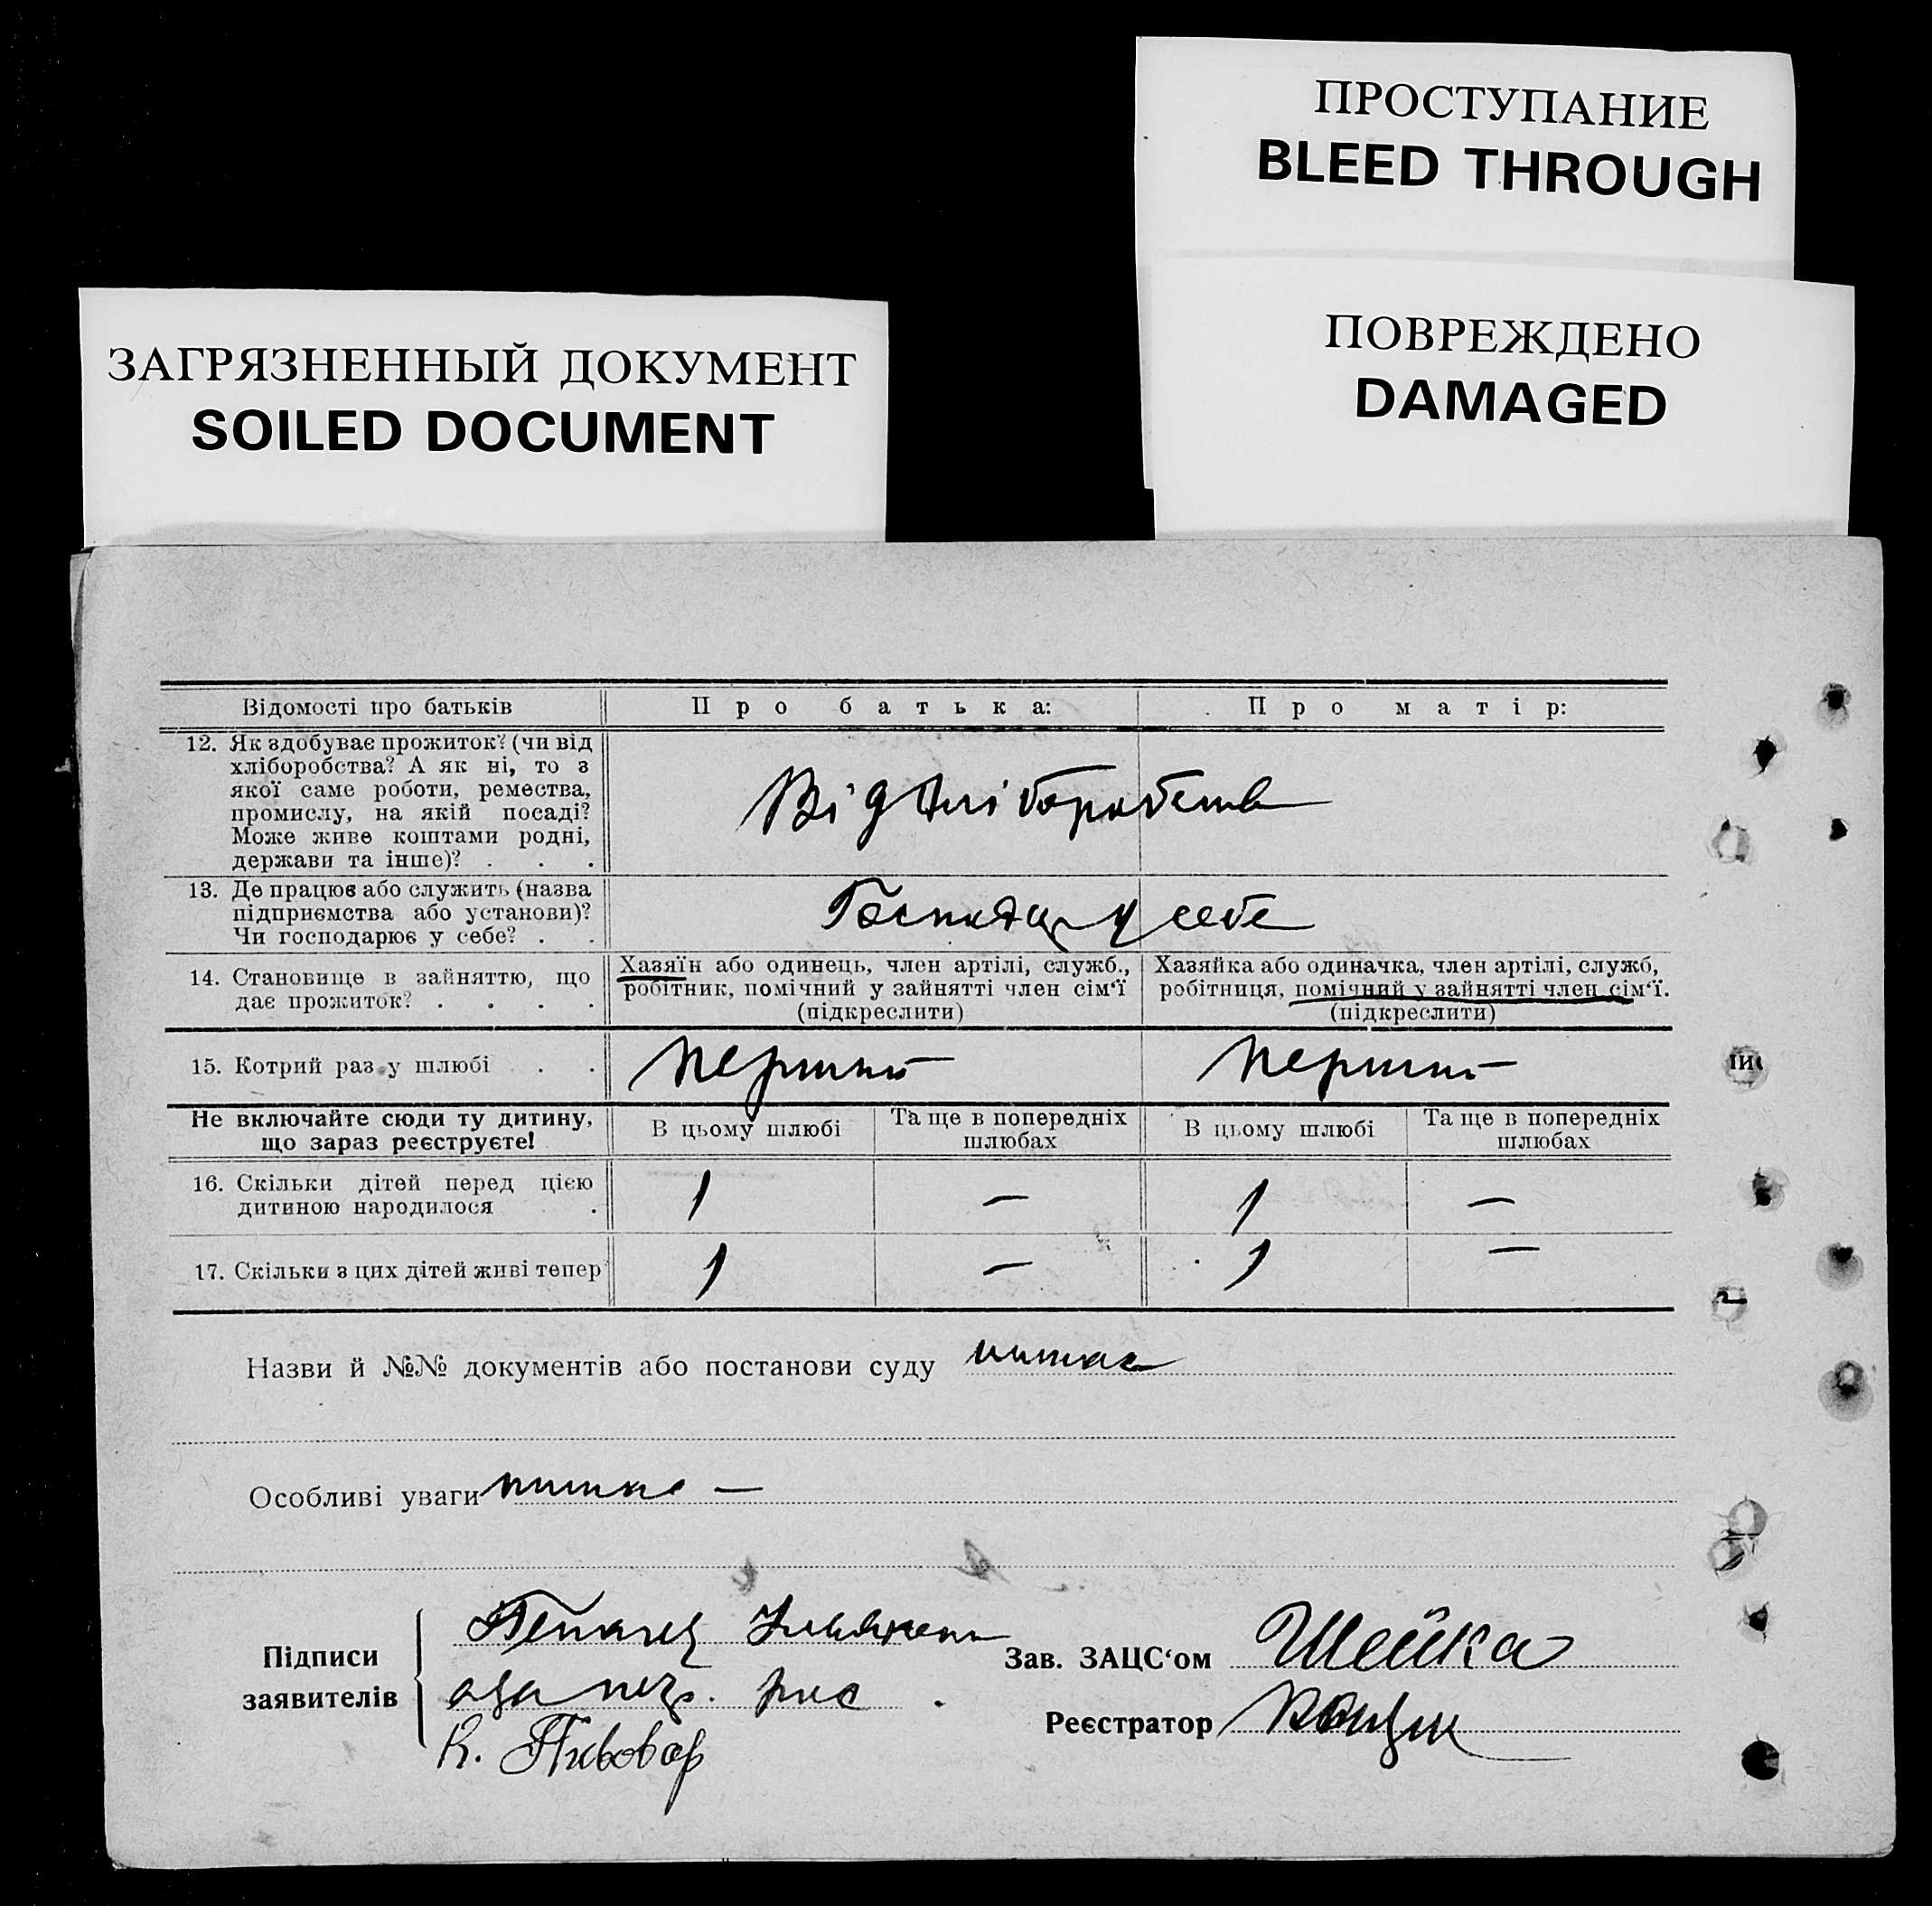 ПРОСТУПАНИЕ
BLEED THROUGH
ПОВРЕЖДЕНО
DAMAGED
ЗАГРЯЗНЕННЫЙ ДОКУМЕНТ
SOILED DOCUMENT
Відомості про батьків
П р о б а т ь к а:
П р о м а т і р:
12. Як здобуває прожиток? (чи від
хліборобства? А як ні, то з
якої саме роботи, ремества,
промислу, на якій посаді?
Може живе коштами родні,
держави та інше)? . . .
Від хліборобства
13. Де працює або служить (назва
підприємства або установи)?
Чи господарює у себе? . .
Господар у себе
14. Становище в зайняттю, що
дає прожиток? . . . .
Хазяїн або одинець, член артілі, служб.,
робітник, помічний у зайнятті член сім‘ї
(підкреслити)
Хазяйка або одиначка, член артілі, служб,
робітниця, помічний у зайнятті член сім‘ї.
(підкреслити)
15. Котрий раз у шлюбі . .
перший
перший
Не включайте сюди ту дитину,
що зараз реєструєте!
В цьому шлюбі
Та ще в попередніх
шлюбах
В цьому шлюбі
Та ще в попередніх
шлюбах
16. Скільки дітей перед цією
дитиною народилося .
1 — 1 —
17. Скільки з цих дітей живі тепер
1 — 1 —
Назви й №№ документів або постанови суду
Особливі уваги
Підписи
заявителів
К. Пивовар
Зав. ЗАЦС‘ом Шейка
Реєстратор